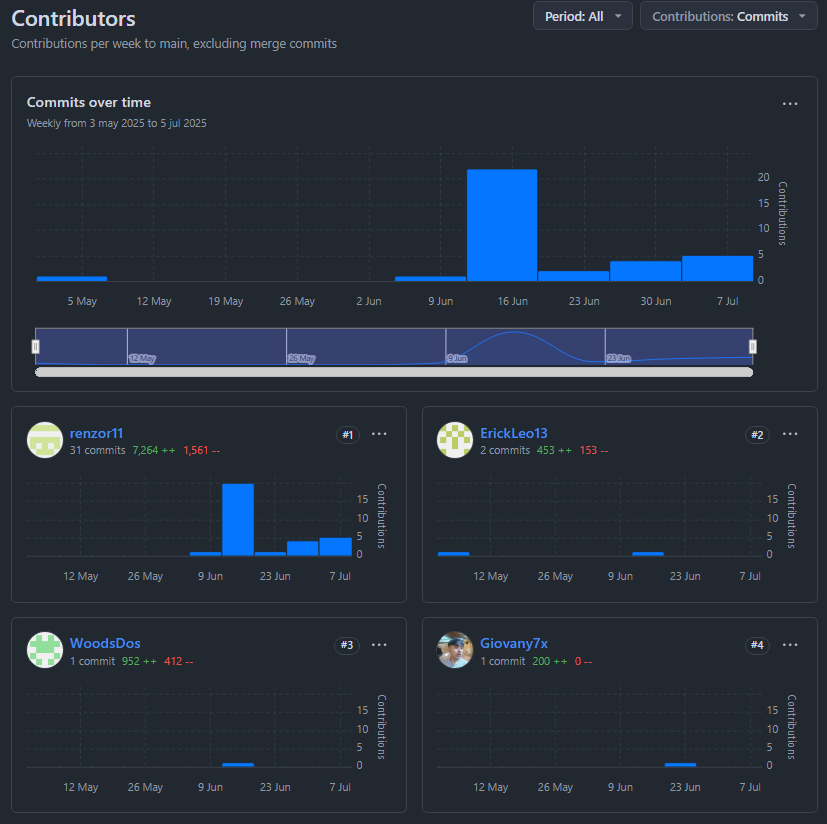 Contributors
Period: All
Contributions: Commits
Contributions per week to main, excluding merge commits
Commits over time
Weekly from 3 may 2025 to 5 jul 2025
20
15
10
5
0
Contributions
5 May 12 May 19 May 26 May 2 Jun 9 Jun 16 Jun 23 Jun 30 Jun 7 Jul
12 May 26 May 9 Jun 23 Jun
renzor11
#1
31 commits 7,264 ++ 1,561 --
15
10
5
0
Contributions
12 May 26 May 9 Jun 23 Jun 7 Jul
ErickLeo13
#2
2 commits 453 ++ 153 --
15
10
5
0
Contributions
12 May 26 May 9 Jun 23 Jun 7 Jul
WoodsDos
#3
1 commit 952 ++ 412 --
15
10
5
0
Contributions
12 May 26 May 9 Jun 23 Jun 7 Jul
Giovany7x
#4
1 commit 200 ++ 0 --
15
10
5
0
Contributions
12 May 26 May 9 Jun 23 Jun 7 Jul